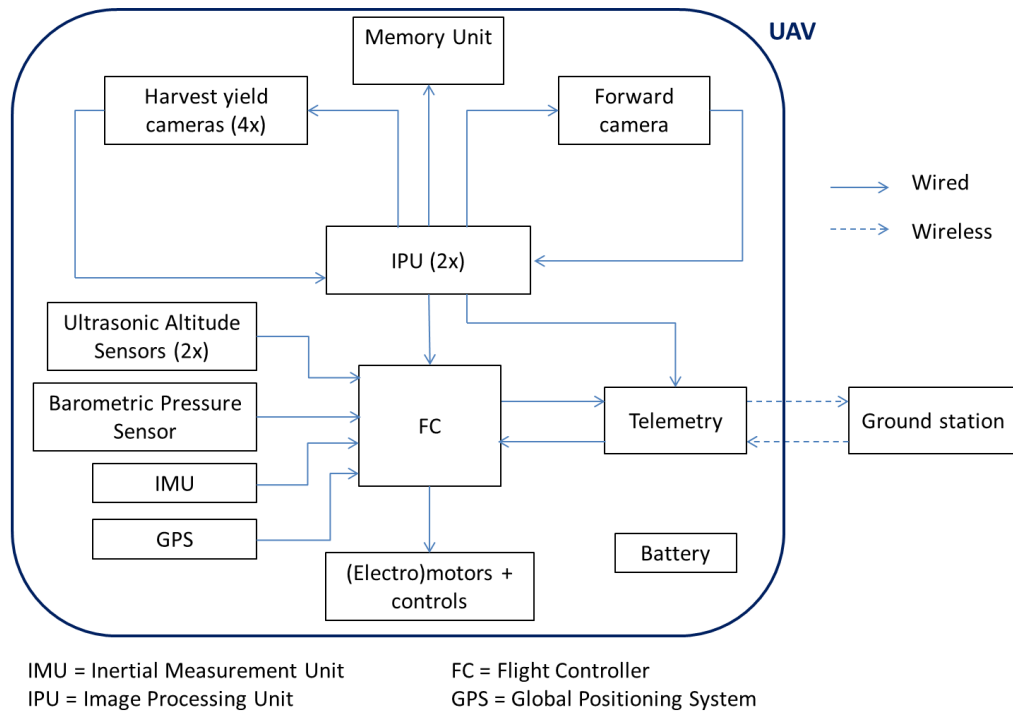 UAV
Memory Unit
Harvest yield
cameras (4x)
Forward
camera
Wired
Wireless
IPU (2x)
Ultrasonic Altitude
Sensors (2x)
Barometric Pressure
Sensor
FC
Telemetry
Ground station
IMU
GPS
Battery
(Electro)motors +
controls
IMU = Inertial Measurement Unit
IPU = Image Processing Unit
FC = Flight Controller
GPS = Global Positioning System